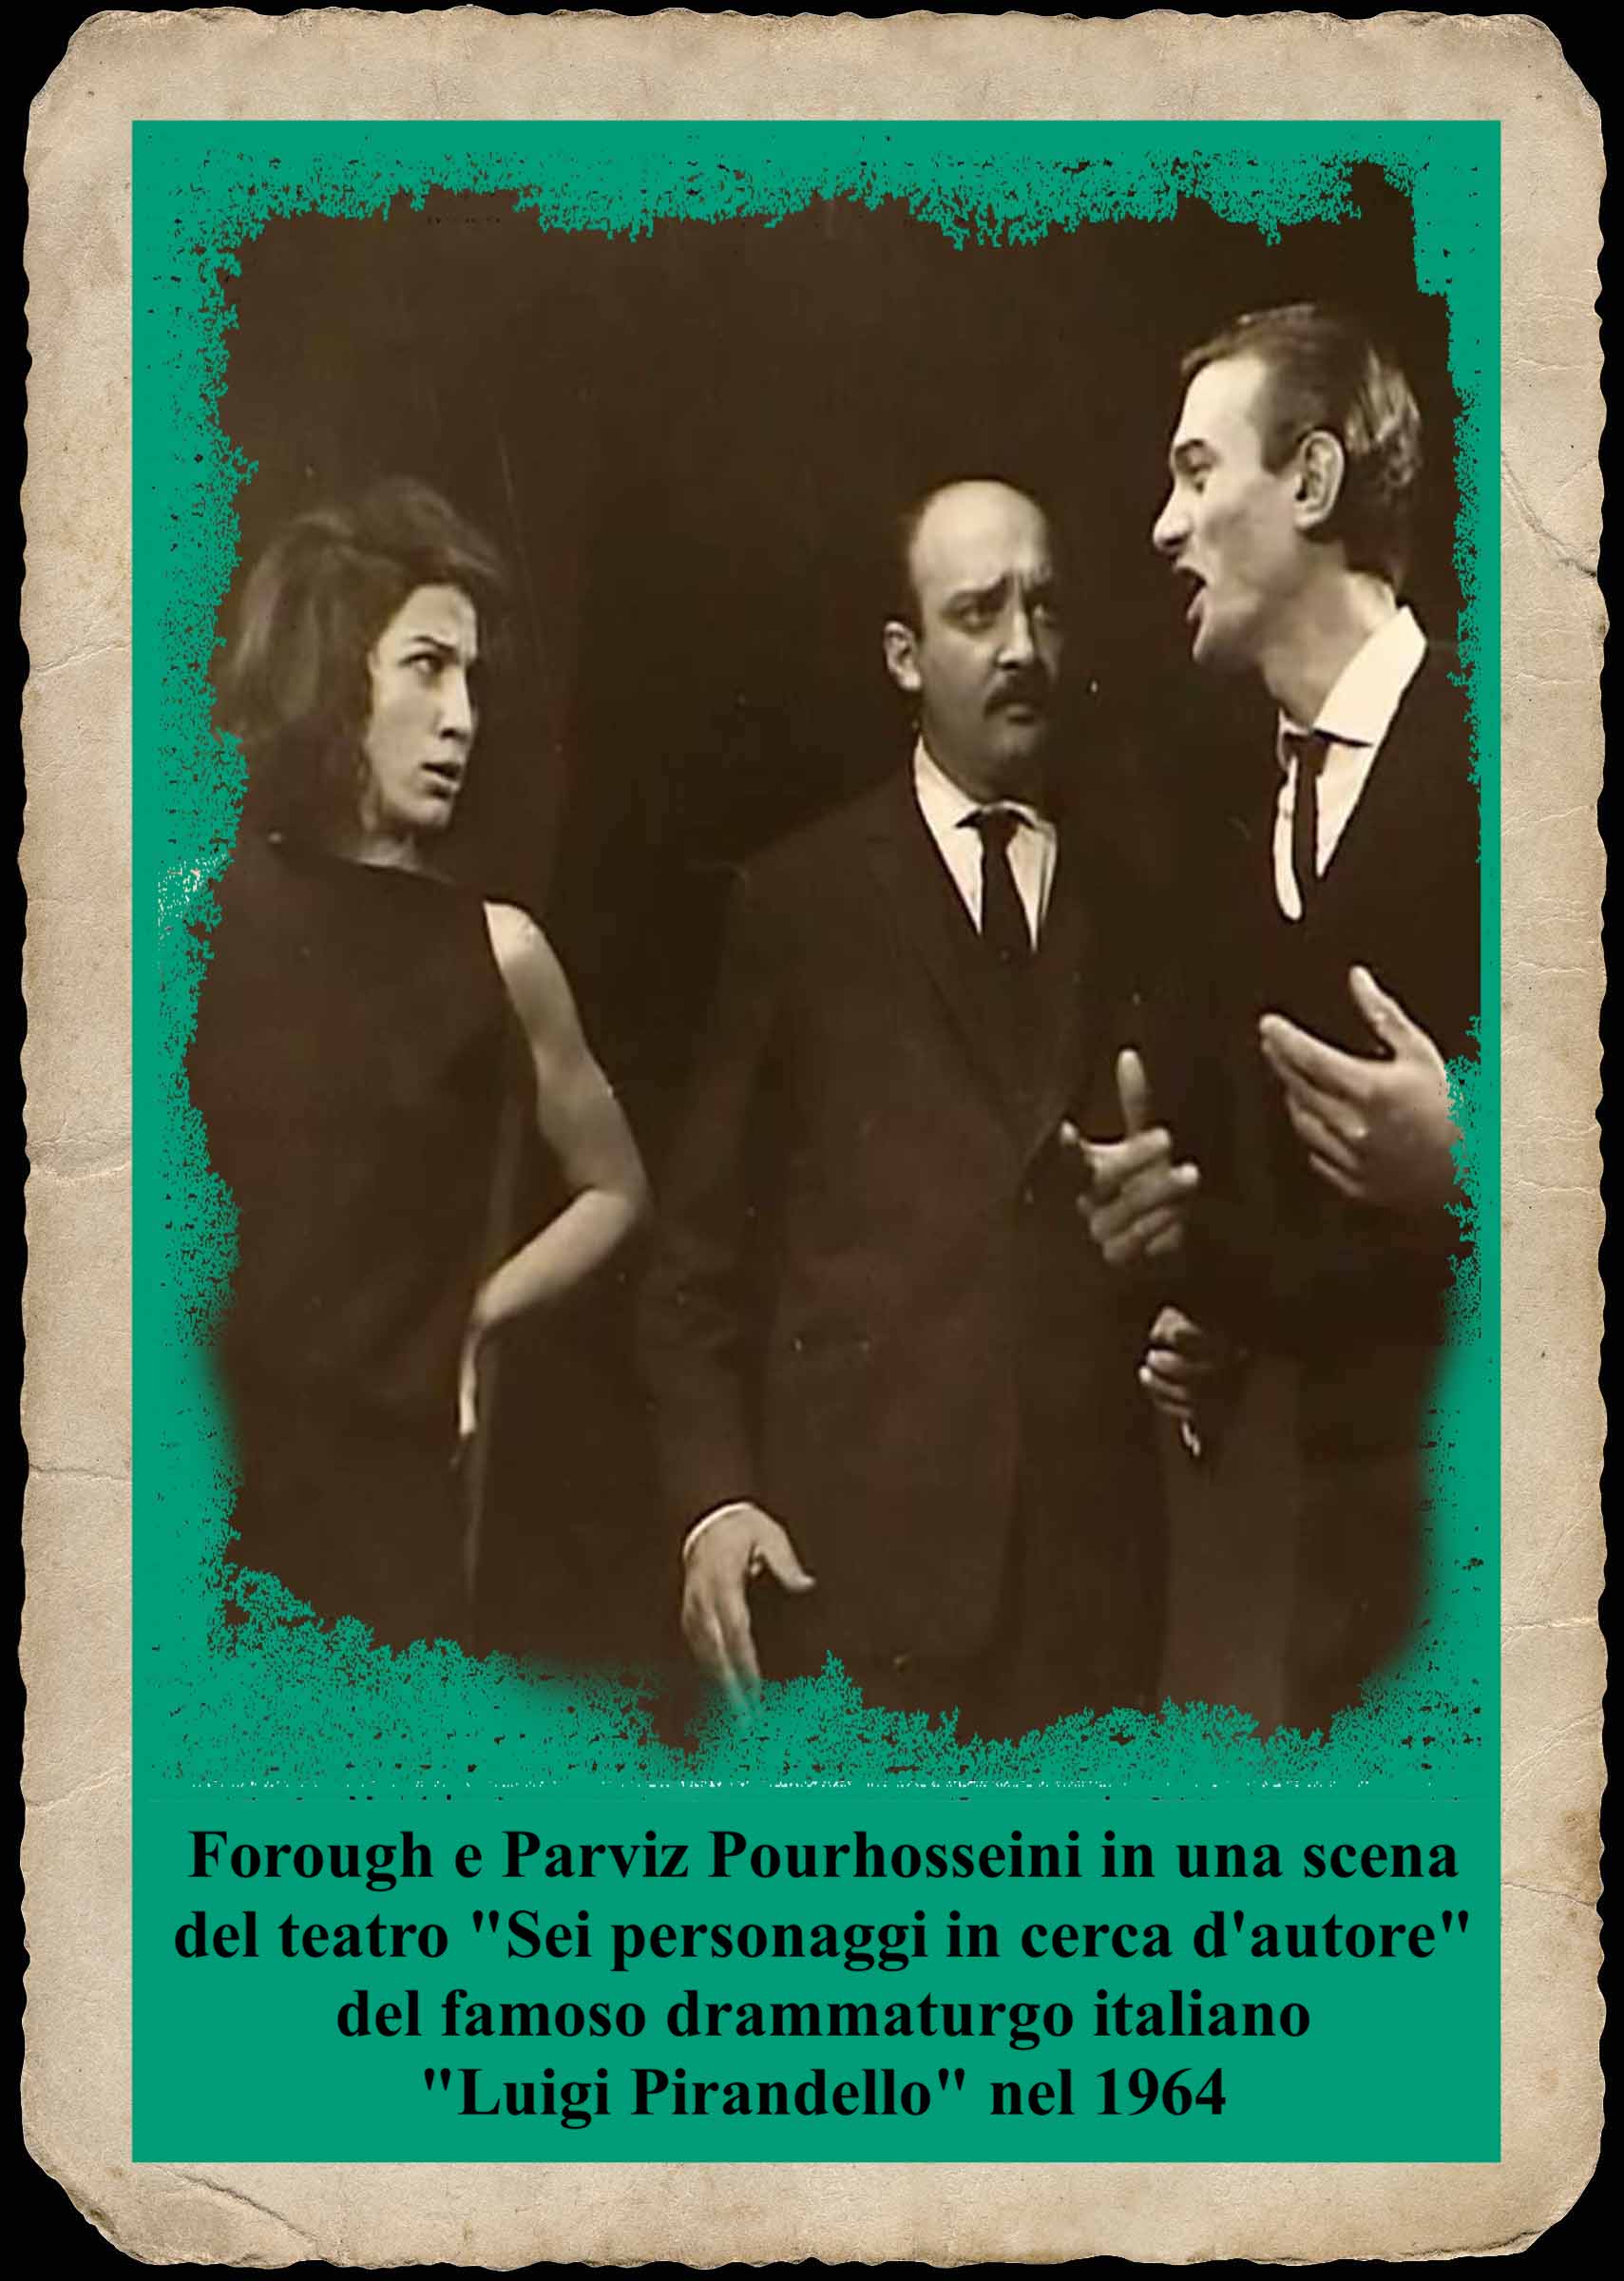 Forough e Parviz Pourhosseini in una scena
del teatro "Sei personaggi in cerca d'autore"
del famoso drammaturgo italiano
"Luigi Pirandello" nel 1964